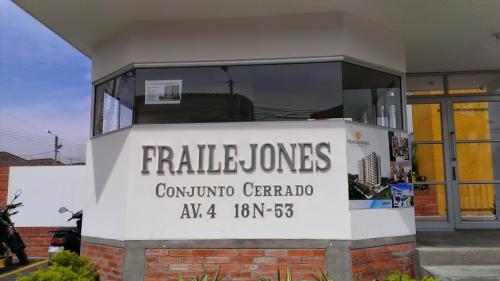 FRAILEJONES
CONJUNTO CERRADO
AV. 4 18N-53